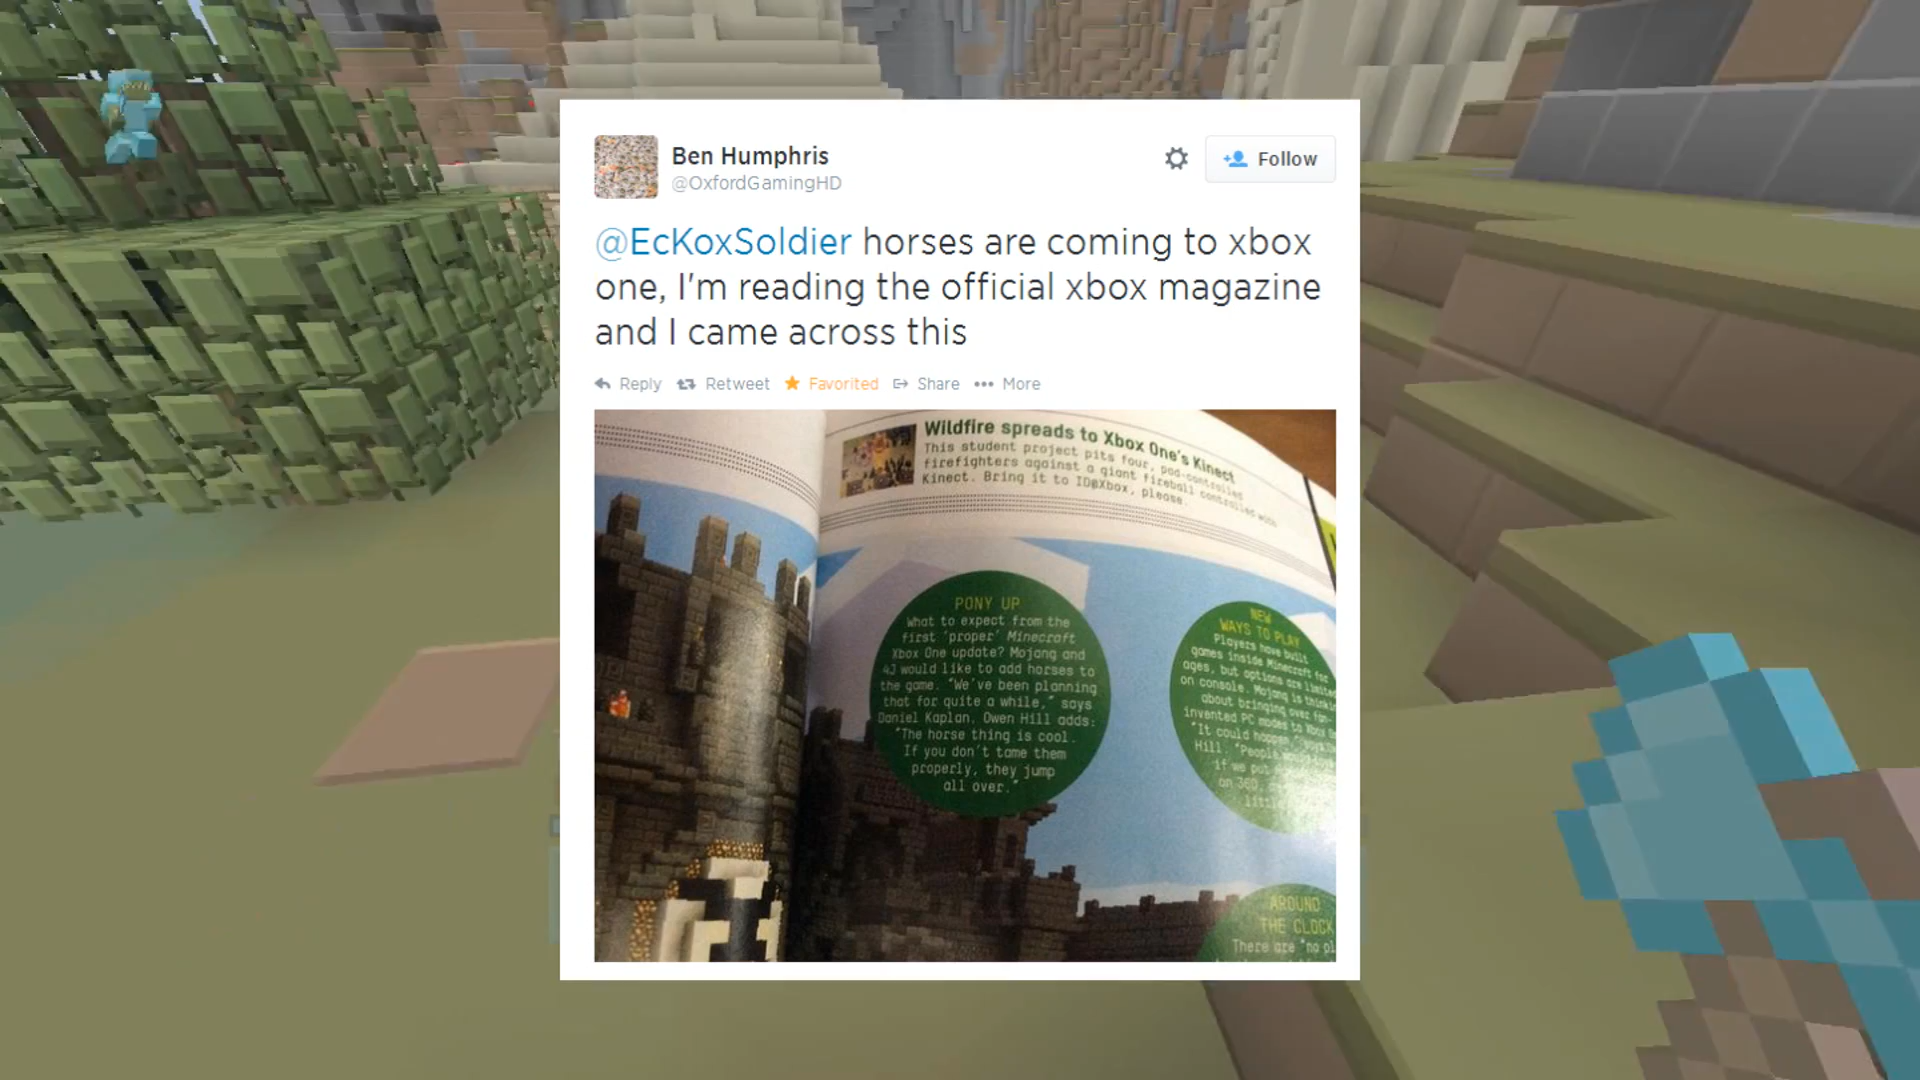 Ben Humphris
@OxfordGamingHD
Follow
@EcKoxSoldier horses are coming to xbox
one, I'm reading the official xbox magazine
and I came across this
Reply Retweet Favorited Share More
Wildfire spreads to Xbox One's Kinect
This student project pits four, pad-controlled
firefighters against a giant fireball controlled with
Kinect. Bring it to ID@Xbox, please.
PONY UP
What to expect from the
first 'proper' Minecraft
Xbox One update? Mojang and
4J would like to add horses to
the game. "We've been planning
that for quite a while," says
Daniel Kaplan. Owen Hill adds:
"The horse thing is cool.
If you don't tame them
properly, they jump
all over."
NEW
WAYS TO PLAY
Players have built
games inside Minecraft for
ages, but options are limited
on console. Mojang is
about bringing over fan-
invented PC modes to Xbox
"It could happen,"
Hill. "People
if we put
on 360,
AROUND
THE CLOCK
There are "no